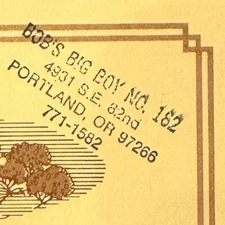 BOB'S BIG BOY NO. 162
4931 S.E. 82nd
PORTLAND, OR 97266
771-1582